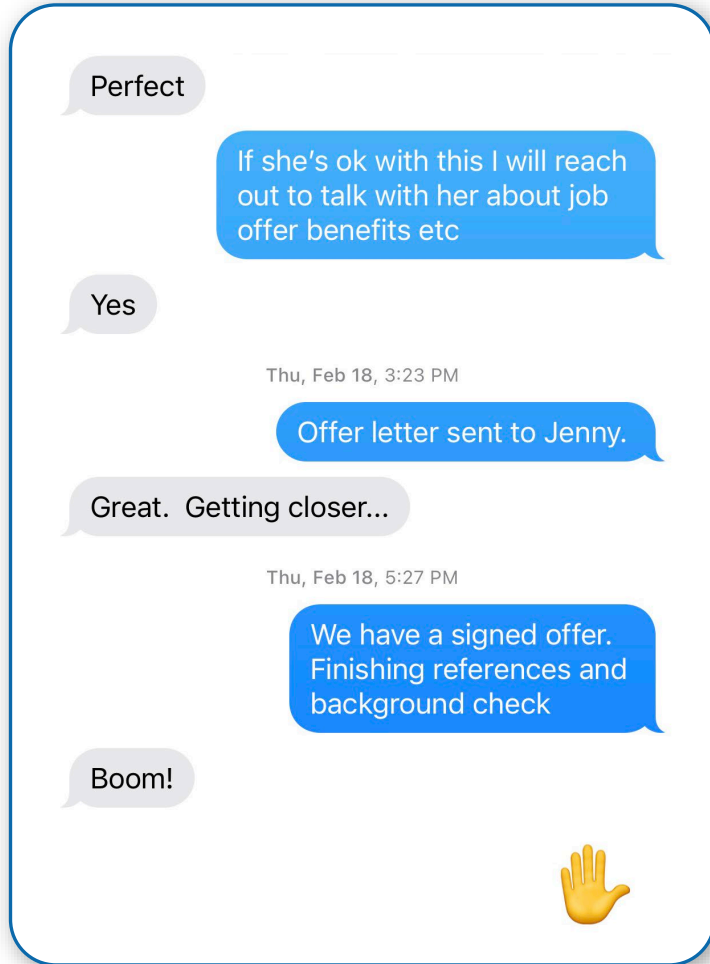 Perfect
If she’s ok with this I will reach
out to talk with her about job
offer benefits etc
Yes
Thu, Feb 18, 3:23 PM
Offer letter sent to Jenny.
Great.  Getting closer...
Thu, Feb 18, 5:27 PM
We have a signed offer.
Finishing references and
background check
Boom!